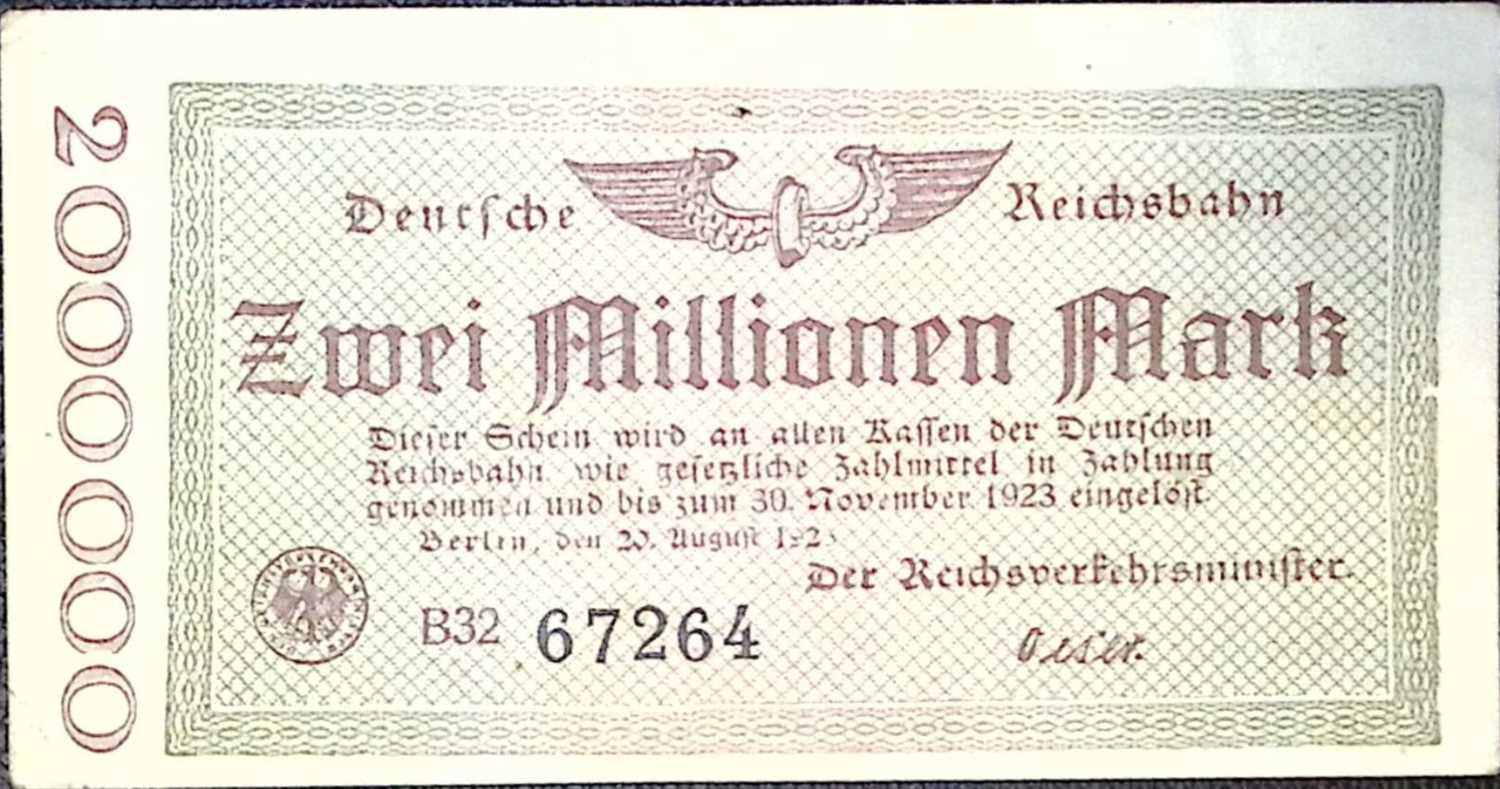 2000000
Deutsche Reichsbahn
Zwei Millionen Mark
Dieser Schein wird an allen Kassen der Deutschen
Reichsbahn wie gesetzliche Zahlmittel in Zahlung
genommen und bis zum 30. November 1923 eingelöst.
Berlin, den 20. August 1923
Der Reichsverkehrsminister
B32 67264
Oeser.